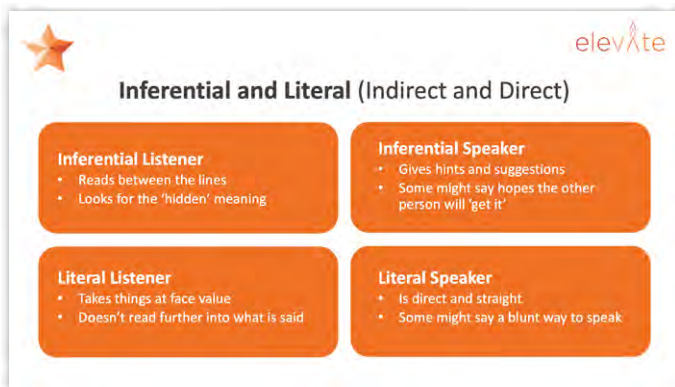 elevate
Inferential and Literal (Indirect and Direct)
Inferential Listener
• Reads between the lines
• Looks for the ‘hidden’ meaning
Inferential Speaker
• Gives hints and suggestions
• Some might say hopes the other
person will ‘get it’
Literal Listener
• Takes things at face value
• Doesn’t read further into what is said
Literal Speaker
• Is direct and straight
• Some might say a blunt way to speak